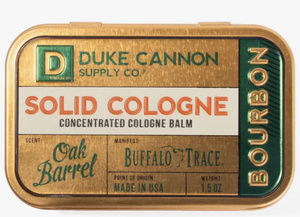 D
DUKE CANNON
SUPPLY CO.
SOLID COLOGNE
CONCENTRATED COLOGNE BALM
SCENT:
Oak
Barrel
MANIFEST:
BUFFALO TRACE
POINT OF ORIGIN
MADE IN USA
WEIGHT
1.5 OZ
BOURBON